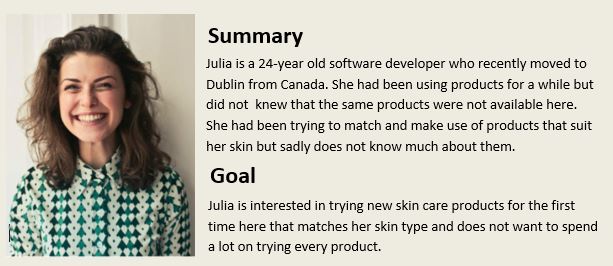 Summary
Julia is a 24-year old software developer who recently moved to
Dublin from Canada. She had been using products for a while but
did not  knew that the same products were not available here.
She had been trying to match and make use of products that suit
her skin but sadly does not know much about them.
Goal
Julia is interested in trying new skin care products for the first
time here that matches her skin type and does not want to spend
a lot on trying every product.